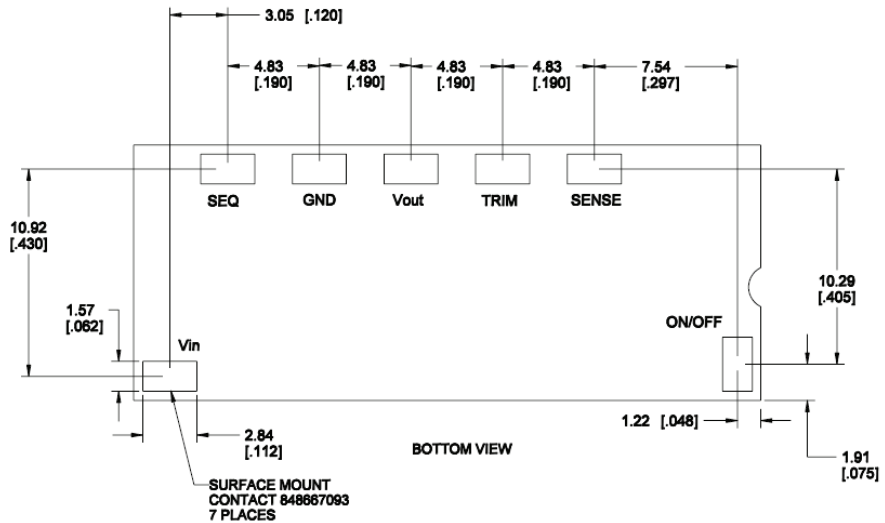 3.05 [.120]
4.83
[.190]
4.83
[.190]
4.83
[.190]
4.83
[.190]
7.54
[.297]
SEQ
GND
Vout
TRIM
SENSE
10.92
[.430]
10.29
[.405]
1.57
[.062]
Vin
ON/OFF
2.84
[.112]
BOTTOM VIEW
1.22 [.048]
1.91
[.075]
SURFACE MOUNT
CONTACT 848667093
7 PLACES